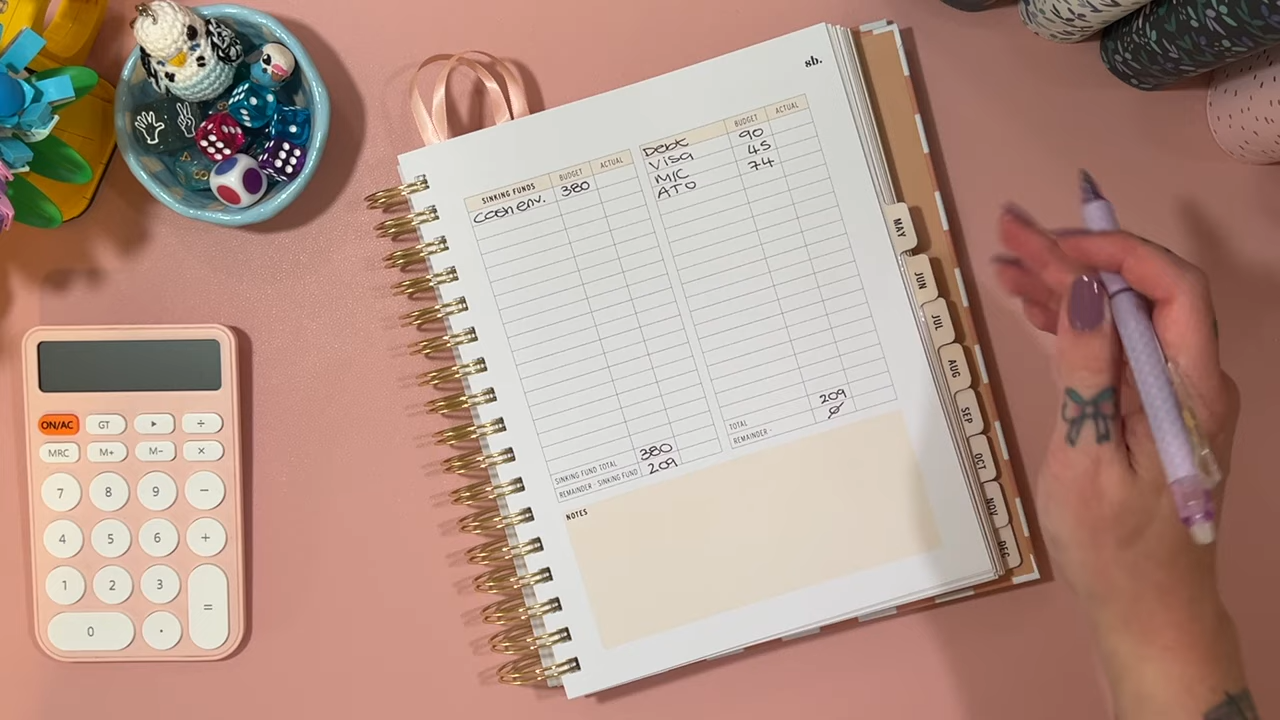 sb.
SINKING FUNDS BUDGET ACTUAL
Cash env. 380
SINKING FUND TOTAL 380
REMAINDER - SINKING FUND 209
Debt BUDGET ACTUAL
Visa 90
M/C 45
ATO 74
TOTAL 209
REMAINDER - Ø
NOTES
MAY
JUN
JUL
AUG
SEP
OCT
NOV
DEC
ON/AC GT ▶ ÷
MRC M+ M− ×
7 8 9 −
4 5 6 +
1 2 3 =
0 .